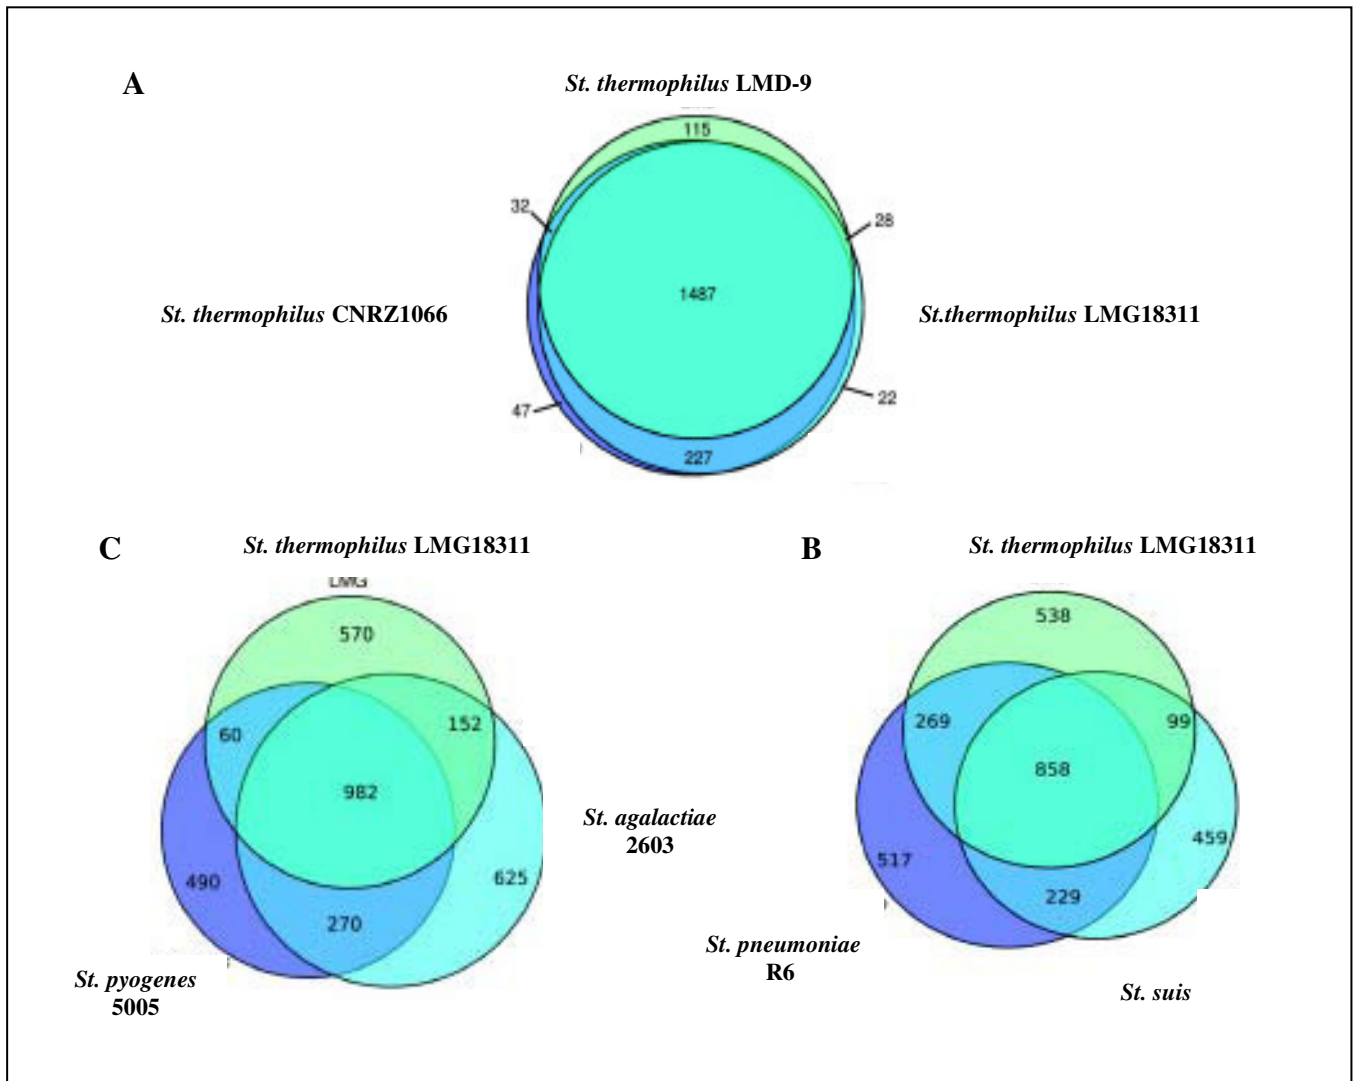 A
St. thermophilus LMD-9
115
32
28
1487
St. thermophilus CNRZ1066
St.thermophilus LMG18311
47
22
227
C
St. thermophilus LMG18311
B
St. thermophilus LMG18311
LMG
570
60
152
982
St. agalactiae
2603
490
625
270
St. pyogenes
5005
538
269
99
858
517
459
229
St. pneumoniae
R6
St. suis